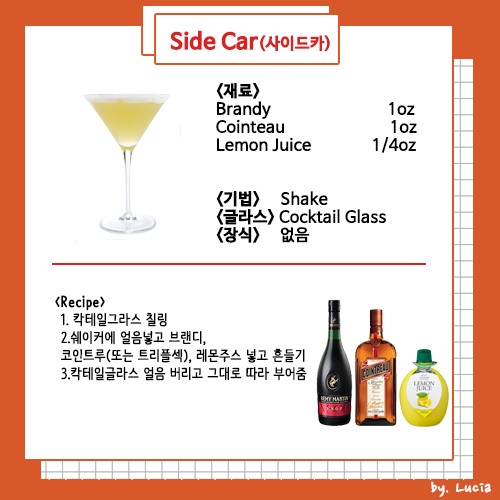 Side Car(사이드카)
<재료>
Brandy 1oz
Cointeau 1oz
Lemon Juice 1/4oz
<기법> Shake
<글라스> Cocktail Glass
<장식> 없음
<Recipe>
1. 칵테일그라스 칠링
2.쉐이커에 얼음넣고 브랜디,
코인트루(또는 트리플섹), 레몬주스 넣고 흔들기
3.칵테일글라스 얼음 버리고 그대로 따라 부어줌
REMY MARTIN
V.S.O.P
COINTREAU
LEMON
JUICE
by. Lucia